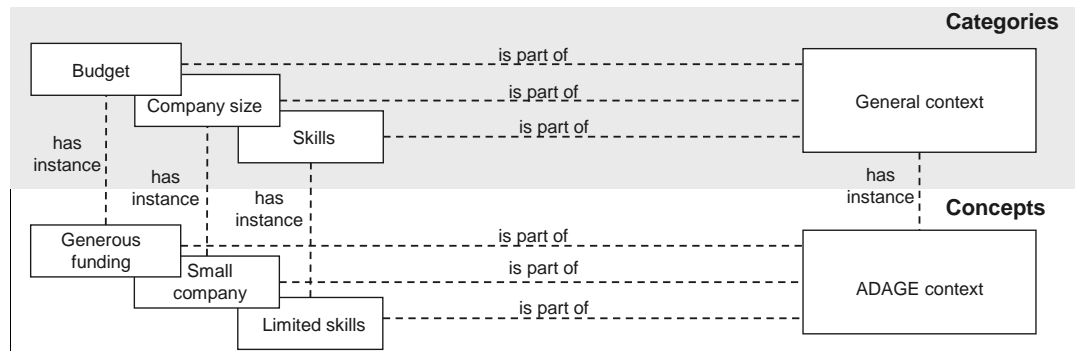 Categories
Budget
is part of
Company size
is part of
General context
Skills
is part of
has
instance
has
instance
has
instance
has
instance
Concepts
Generous
funding
is part of
Small
company
is part of
ADAGE context
Limited skills
is part of